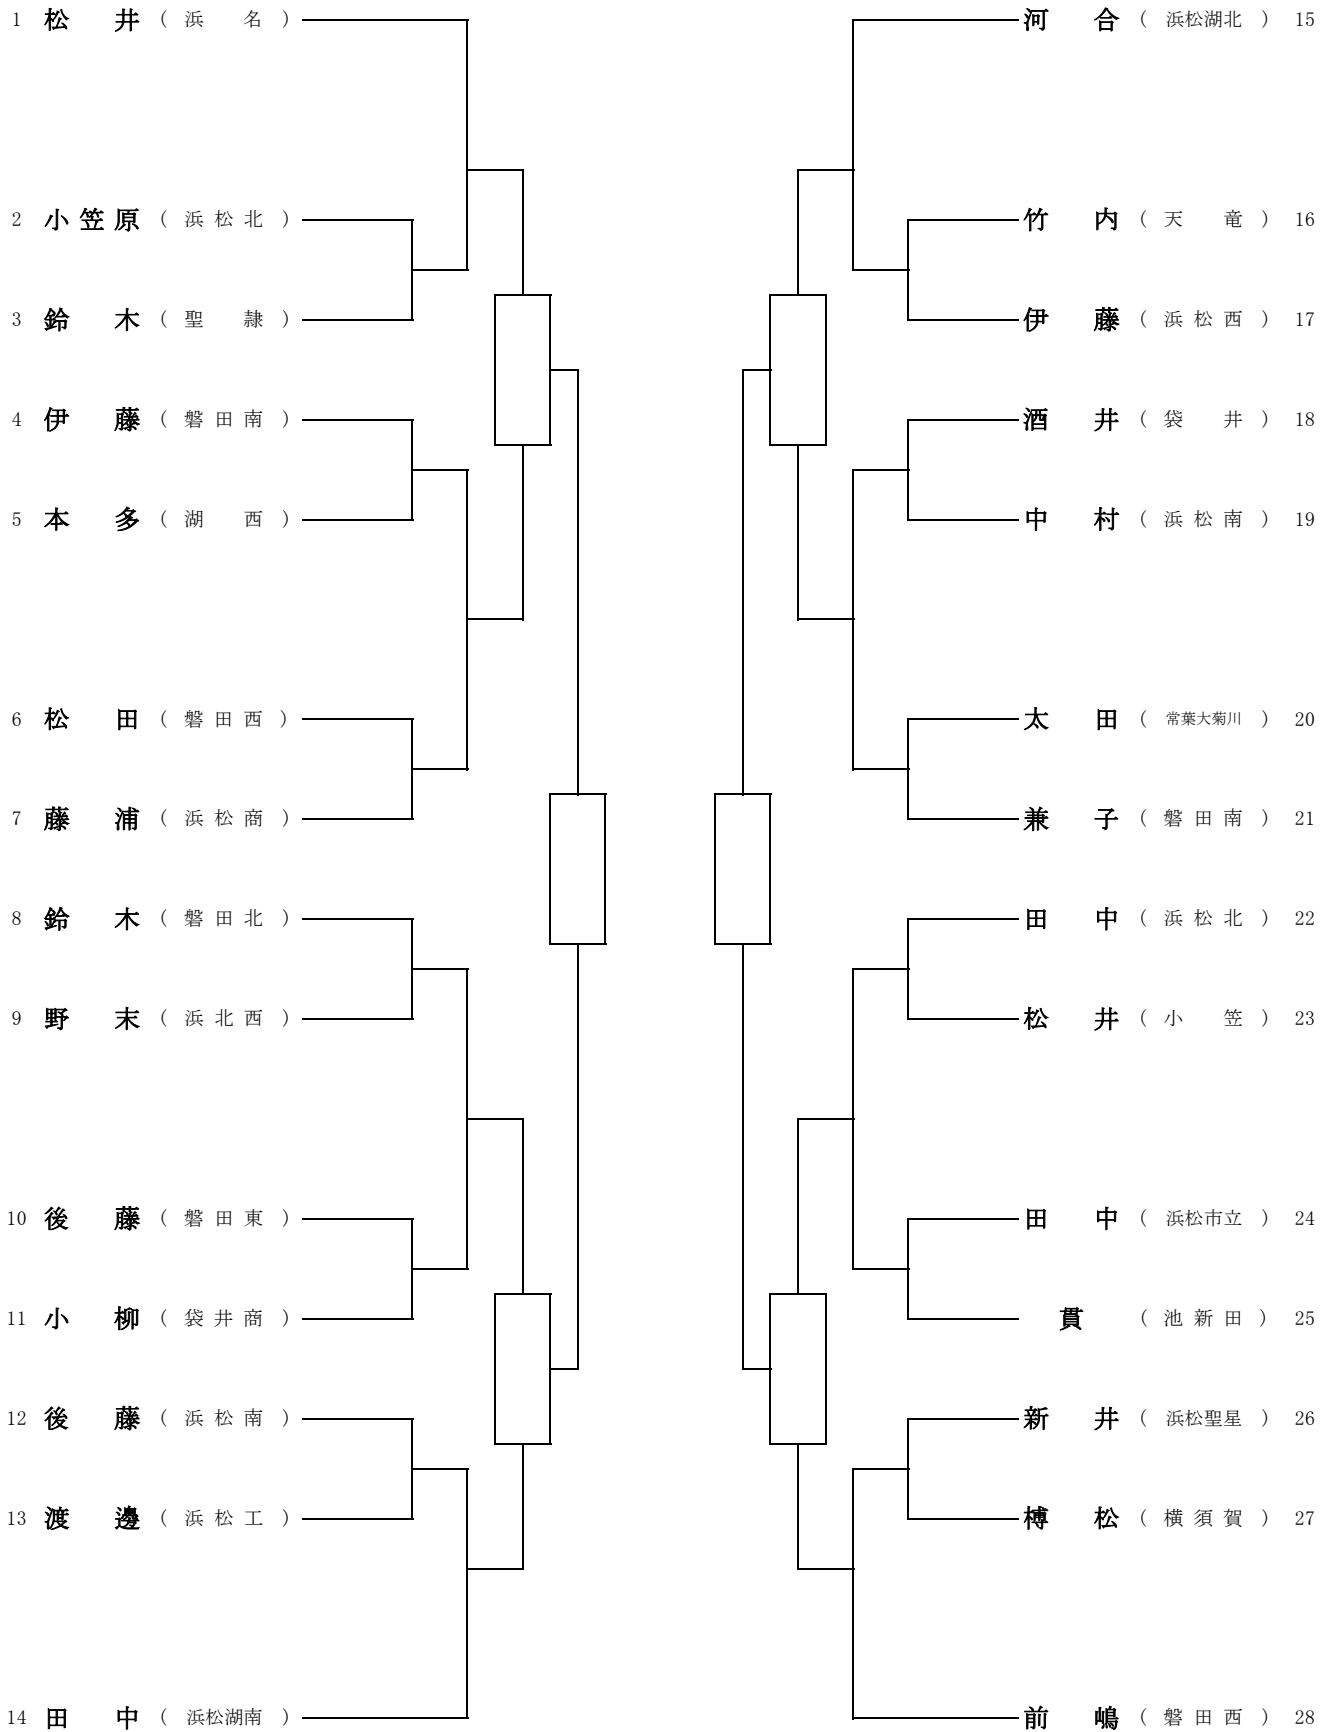 1 松井 (浜名)
2 小笠原 (浜松北)
3 鈴木 (聖隷)
4 伊藤 (磐田南)
5 本多 (湖西)
6 松田 (磐田西)
7 藤浦 (浜松商)
8 鈴木 (磐田北)
9 野末 (浜北西)
10 後藤 (磐田東)
11 小柳 (袋井商)
12 後藤 (浜松南)
13 渡邊 (浜松工)
14 田中 (浜松湖南)
河合 (浜松湖北) 15
竹内 (天竜) 16
伊藤 (浜松西) 17
酒井 (袋井) 18
中村 (浜松南) 19
太田 (常葉大菊川) 20
兼子 (磐田南) 21
田中 (浜松北) 22
松井 (小笠) 23
田中 (浜松市立) 24
貫 (池新田) 25
新井 (浜松聖星) 26
榑松 (横須賀) 27
前嶋 (磐田西) 28